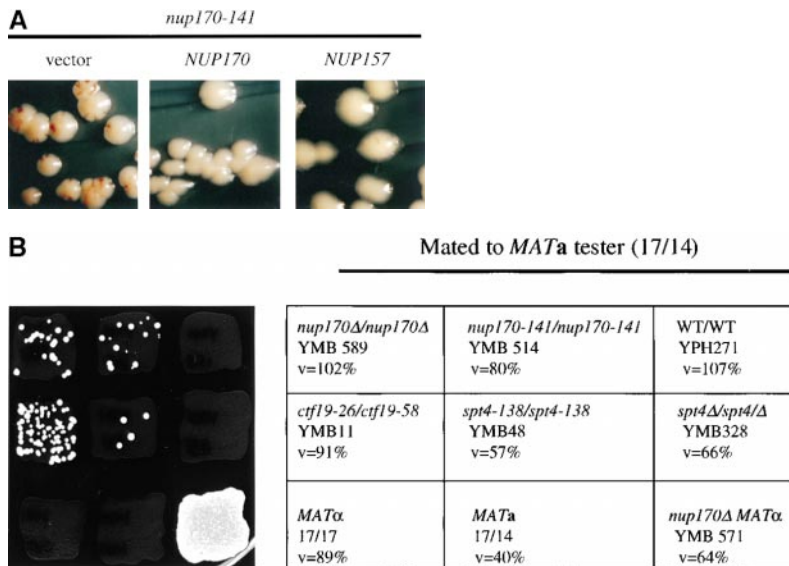 A
nup170-141
vector NUP170 NUP157
B
Mated to MATa tester (17/14)
nup170Δ/nup170Δ
YMB 589
v=102%
nup170-141/nup170-141
YMB 514
v=80%
WT/WT
YPH271
v=107%
ctf19-26/ctf19-58
YMB11
v=91%
spt4-138/spt4-138
YMB48
v=57%
spt4Δ/spt4/Δ
YMB328
v=66%
MATα
17/17
v=89%
MATa
17/14
v=40%
nup170Δ MATα
YMB 571
v=64%